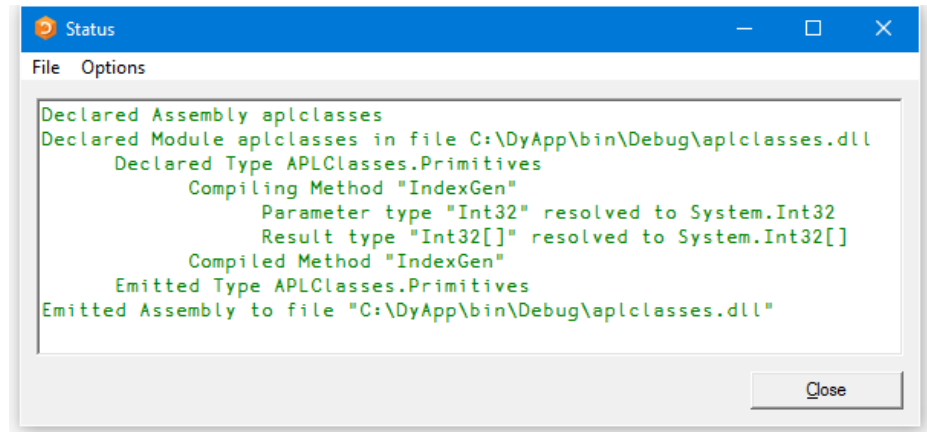 Status
File Options
Declared Assembly aplclasses
Declared Module aplclasses in file C:\DyApp\bin\Debug\aplclasses.dll
Declared Type APLClasses.Primitives
Compiling Method "IndexGen"
Parameter type "Int32" resolved to System.Int32
Result type "Int32[]" resolved to System.Int32[]
Compiled Method "IndexGen"
Emitted Type APLClasses.Primitives
Emitted Assembly to file "C:\DyApp\bin\Debug\aplclasses.dll"
Close